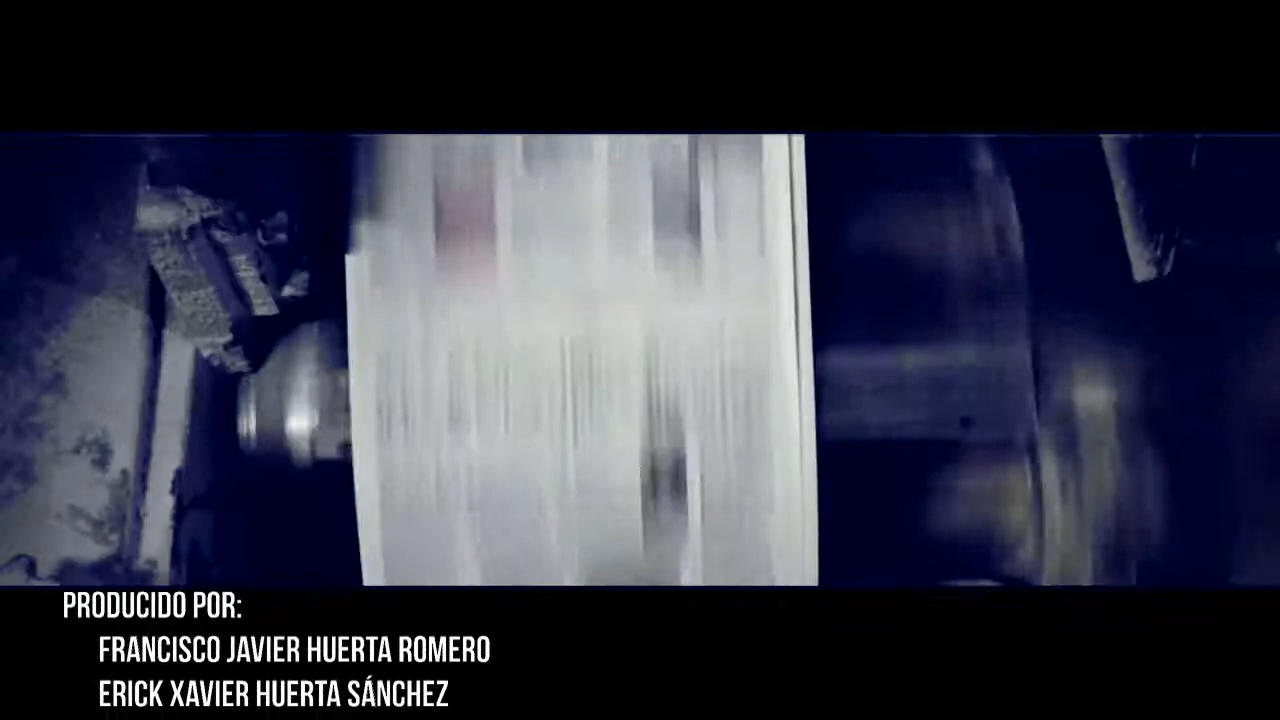 PRODUCIDO POR:
FRANCISCO JAVIER HUERTA ROMERO
ERICK XAVIER HUERTA SÁNCHEZ